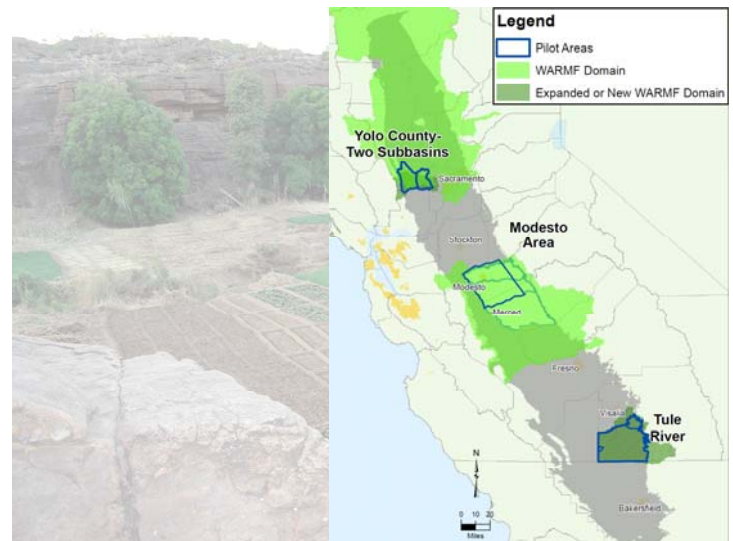 Legend
Pilot Areas
WARMF Domain
Expanded or New WARMF Domain
Yolo County-
Two Subbasins
Sacramento
Stockton
Modesto
Area
Modesto
Merced
Fresno
Visalia
Tule
River
Bakersfield
N
0 10 20
Miles